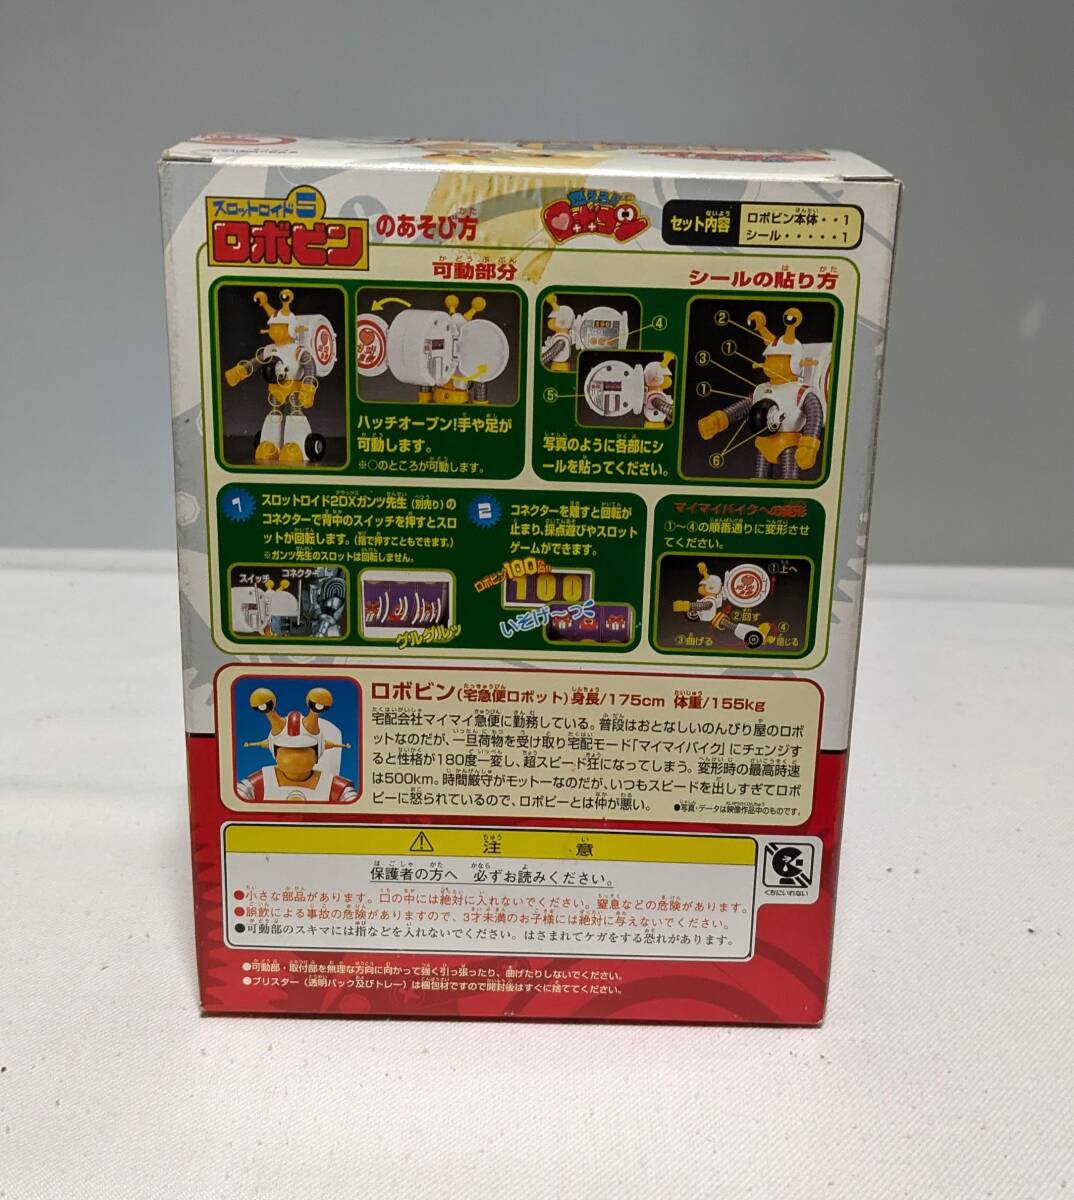 スロットロイド5
ロボビン
のあそび方
燃えろ!!
ロボコン
セット内容
ロボビン本体・・1
シール・・・・・1
可動部分
ハッチオープン!手や足が
可動します。
※○のところが可動します。
シールの貼り方
④
⑤
②
①
③
①
⑥
写真のように各部にシ
ールを貼ってください。
1
スロットロイド2DXガンツ先生(別売り)の
コネクターで背中のスイッチを押すとスロ
ットが回転します。(指で押すこともできます。)
※ガンツ先生のスロットは回転しません。
スイッチ
コネクター
グルグルッ
2
コネクターを離すと回転が
止まり、採点遊びやスロット
ゲームができます。
ロボビン100点!!
100
いそげ〜っ
マイマイバイクへの変形
①〜④の順番通りに変形させ
てください。
①上へ
②回す
③曲げる
④閉じる
ロボビン(宅急便ロボット)身長/175cm 体重/155kg
宅配会社マイマイ急便に勤務している。普段はおとなしいのんびり屋のロボ
ットなのだが、一旦荷物を受け取り宅配モード「マイマイバイク」にチェンジす
ると性格が180度一変し、超スピード狂になってしまう。変形時の最高時速
は500km。時間厳守がモットーなのだが、いつもスピードを出しすぎてロボ
ピーに怒られているので、ロボピーとは仲が悪い。
●写真・データは映像作品中のものです。
注意
保護者の方へ 必ずお読みください。
●小さな部品があります。口の中には絶対に入れないでください。窒息などの危険があります。
●誤飲による事故の危険がありますので、3才未満のお子様には絶対に与えないでください。
●可動部のスキマには指などを入れないでください。はさまれてケガをする恐れがあります。
くちにいれない
●可動部・取付部を無理な方向に向かって強く引っ張ったり、曲げたりしないでください。
●ブリスター(透明パック及びトレー)は梱包材ですので開封後はすぐに捨ててください。